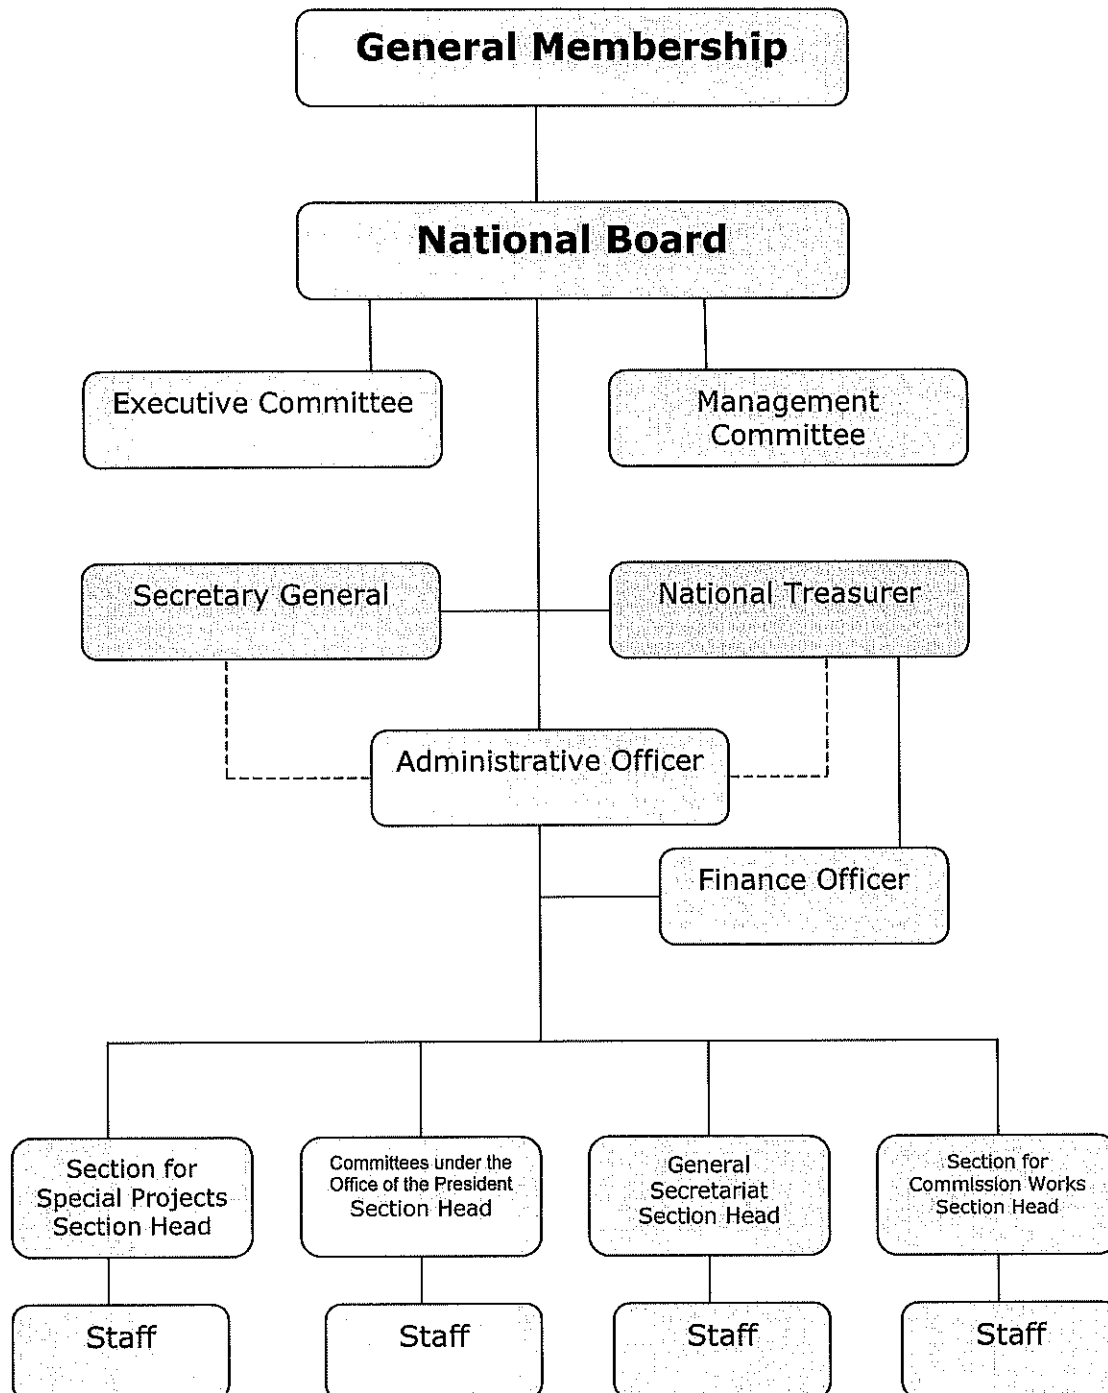 General Membership
National Board
Executive Committee
Management
Committee
Secretary General
National Treasurer
Administrative Officer
Finance Officer
Section for
Special Projects
Section Head
Committees under the
Office of the President
Section Head
General
Secretariat
Section Head
Section for
Commission Works
Section Head
Staff
Staff
Staff
Staff